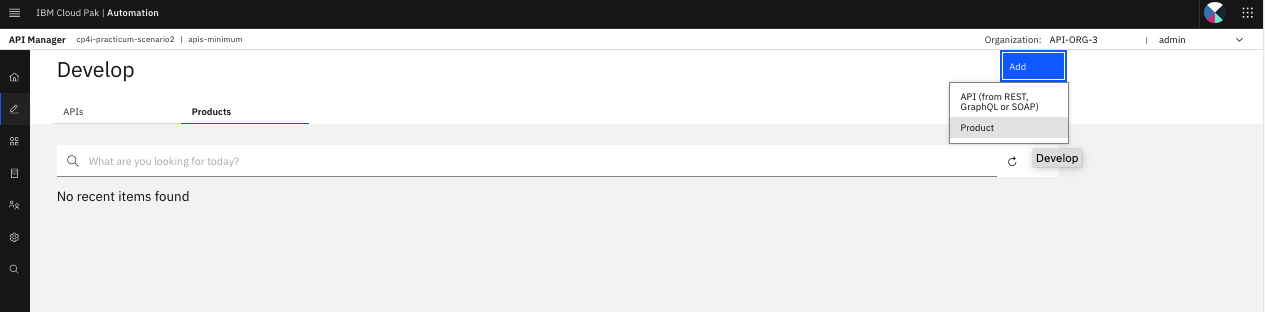 IBM Cloud Pak | Automation
API Manager cp4i-practicum-scenario2 | apis-minimum Organization: API-ORG-3 | admin
Develop
Add
API (from REST,
GraphQL or SOAP)
Product
APIs Products
What are you looking for today?
Develop
No recent items found